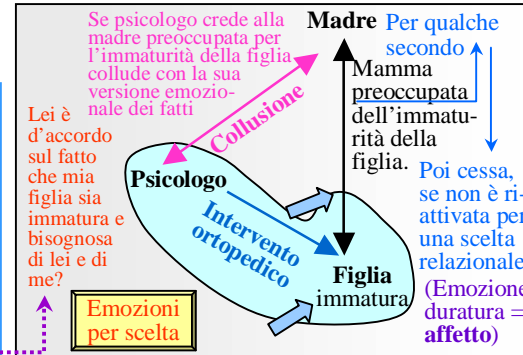 Se psicologo crede alla
madre preoccupata per
l'immaturità della figlia
collude con la sua
versione emozio-
nale dei fatti
Madre
Per qualche
secondo
Mamma
preoccupata
dell'immatu-
rità della
figlia.
Collusione
Lei è
d'accordo
sul fatto
che mia
figlia sia
immatura e
bisognosa
di lei e di
me?
Psicologo
Intervento
ortopedico
Figlia
immatura
Poi cessa,
se non è ri-
attivata per
una scelta
relazionale
(Emozione
duratura =
affetto)
Emozioni
per scelta